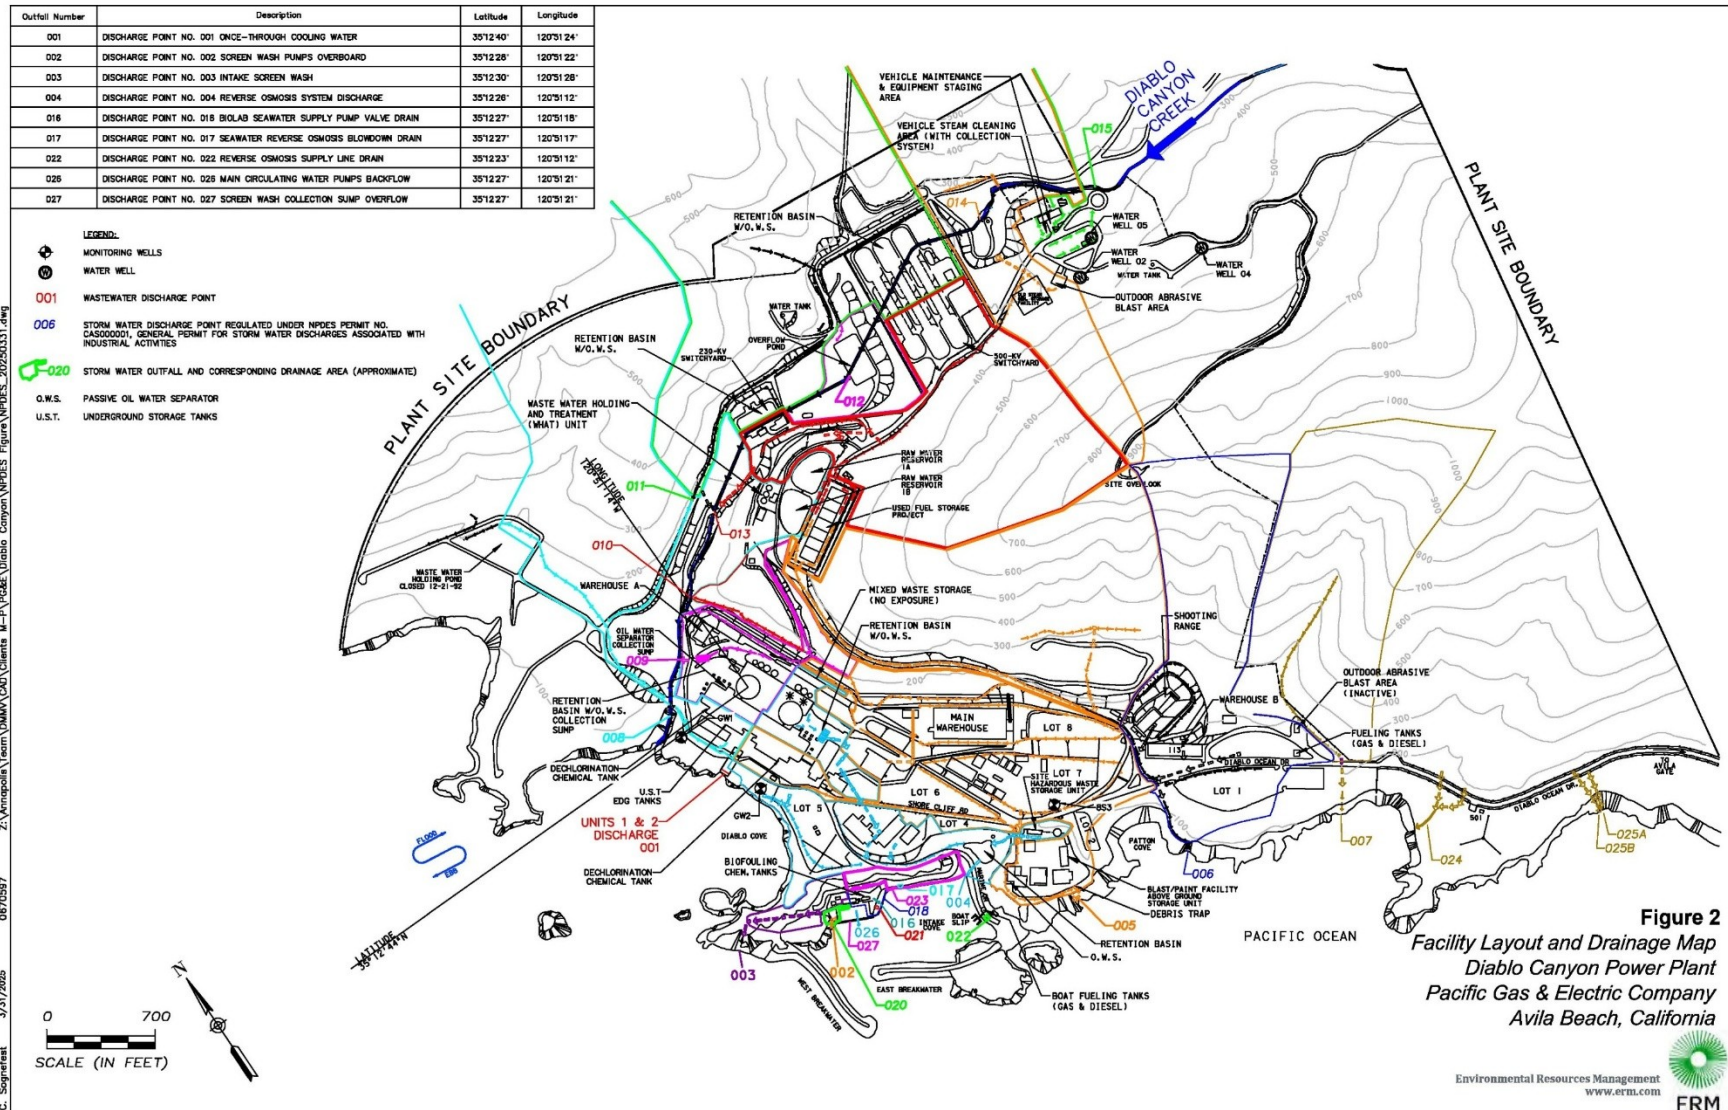 Outfall Number Description Latitude Longitude
001 DISCHARGE POINT NO. 001 ONCE-THROUGH COOLING WATER 35°12'40" 120°51'24"
002 DISCHARGE POINT NO. 002 SCREEN WASH PUMPS OVERBOARD 35°12'28" 120°51'22"
003 DISCHARGE POINT NO. 003 INTAKE SCREEN WASH 35°12'30" 120°51'28"
004 DISCHARGE POINT NO. 004 REVERSE OSMOSIS SYSTEM DISCHARGE 35°12'26" 120°51'12"
016 DISCHARGE POINT NO. 016 BIOLAB SEAWATER SUPPLY PUMP VALVE DRAIN 35°12'27" 120°51'18"
017 DISCHARGE POINT NO. 017 SEAWATER REVERSE OSMOSIS BLOWDOWN DRAIN 35°12'27" 120°51'17"
022 DISCHARGE POINT NO. 022 REVERSE OSMOSIS SUPPLY LINE DRAIN 35°12'23" 120°51'12"
026 DISCHARGE POINT NO. 026 MAIN CIRCULATING WATER PUMPS BACKFLOW 35°12'27" 120°51'21"
027 DISCHARGE POINT NO. 027 SCREEN WASH COLLECTION SUMP OVERFLOW 35°12'27" 120°51'21"
LEGEND:
MONITORING WELLS
W WATER WELL
001 WASTEWATER DISCHARGE POINT
006 STORM WATER DISCHARGE POINT REGULATED UNDER NPDES PERMIT NO.
CAS000001, GENERAL PERMIT FOR STORM WATER DISCHARGES ASSOCIATED WITH
INDUSTRIAL ACTIVITIES
020 STORM WATER OUTFALL AND CORRESPONDING DRAINAGE AREA (APPROXIMATE)
O.W.S. PASSIVE OIL WATER SEPARATOR
U.S.T. UNDERGROUND STORAGE TANKS
VEHICLE MAINTENANCE
& EQUIPMENT STAGING
AREA
VEHICLE STEAM CLEANING
AREA (WITH COLLECTION
SYSTEM)
DIABLO
CANYON
CREEK
015
014
PLANT SITE BOUNDARY
PLANT SITE BOUNDARY
RETENTION BASIN
W/O.W.S.
WATER
WELL 05
WATER
WELL 02
WATER TANK
WATER
WELL 04
OUTDOOR ABRASIVE
BLAST AREA
WATER TANK
OVERFLOW
POND
RETENTION BASIN
W/O.W.S.
230-KV
SWITCHYARD
500-KV
SWITCHYARD
012
WASTE WATER HOLDING
AND TREATMENT
(WHAT) UNIT
RAW WATER
RESERVOIR
1A
RAW WATER
RESERVOIR
1B
USED FUEL STORAGE
PROJECT
SITE OVERLOOK
LONGITUDE
120°51'14"W
011
013
010
WAREHOUSE A
WASTE WATER
HOLDING POND
CLOSED 12-21-92
MIXED WASTE STORAGE
(NO EXPOSURE)
RETENTION BASIN
W/O.W.S.
SHOOTING
RANGE
OIL WATER
SEPARATOR
COLLECTION
SUMP
009
RETENTION
BASIN W/O.W.S.
COLLECTION
SUMP
008
GW1
MAIN
WAREHOUSE
LOT 8
WAREHOUSE B
OUTDOOR ABRASIVE
BLAST AREA
(INACTIVE)
FUELING TANKS
(GAS & DIESEL)
113
DIABLO OCEAN DR
TO
AVILA
GATE
DECHLORINATION
CHEMICAL TANK
U.S.T
EDG TANKS
UNITS 1 & 2
DISCHARGE
001
GW2
DIABLO COVE
LOT 5
LOT 6
SHORE CLIFF RD
LOT 4
SITE
HAZARDOUS WASTE
STORAGE UNIT
LOT 7
BS3
LOT 2
LOT 1
PATTON
COVE
501
DIABLO OCEAN DR.
FLOOD
EBB
DECHLORINATION
CHEMICAL TANK
BIOFOULING
CHEM. TANKS
017
023
004
018
016
026
027
021
INTAKE
COVE
BOAT
SLIP
022
003
002
020
WEST BREAKWATER
EAST BREAKWATER
BLAST/PAINT FACILITY
ABOVE GROUND
STORAGE UNIT
DEBRIS TRAP
005
RETENTION BASIN
O.W.S.
BOAT FUELING TANKS
(GAS & DIESEL)
006
007
024
025A
025B
PACIFIC OCEAN
LATITUDE
N
0 700
SCALE (IN FEET)
Figure 2
Facility Layout and Drainage Map
Diablo Canyon Power Plant
Pacific Gas & Electric Company
Avila Beach, California
Environmental Resources Management
www.erm.com
ERM